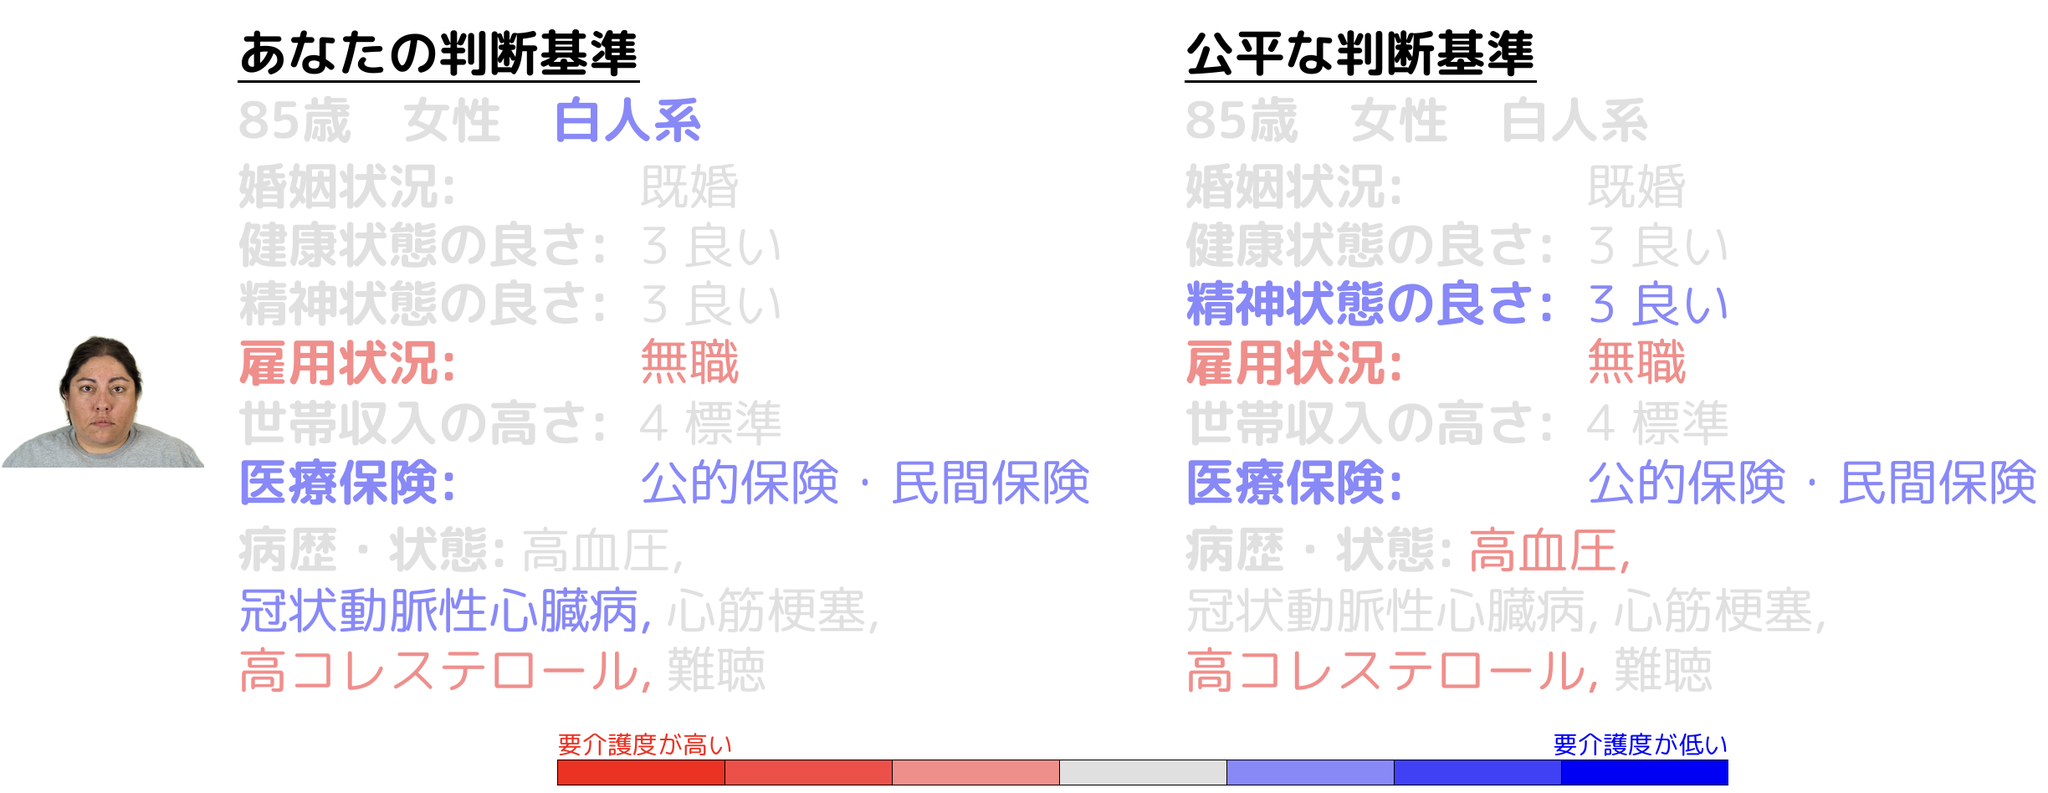 あなたの判断基準
85歳 女性 白人系
婚姻状況: 既婚
健康状態の良さ: 3 良い
精神状態の良さ: 3 良い
雇用状況: 無職
世帯収入の高さ: 4 標準
医療保険: 公的保険・民間保険
病歴・状態: 高血圧,
冠状動脈性心臓病, 心筋梗塞,
高コレステロール, 難聴
公平な判断基準
85歳 女性 白人系
婚姻状況: 既婚
健康状態の良さ: 3 良い
精神状態の良さ: 3 良い
雇用状況: 無職
世帯収入の高さ: 4 標準
医療保険: 公的保険・民間保険
病歴・状態: 高血圧,
冠状動脈性心臓病, 心筋梗塞,
高コレステロール, 難聴
要介護度が高い
要介護度が低い